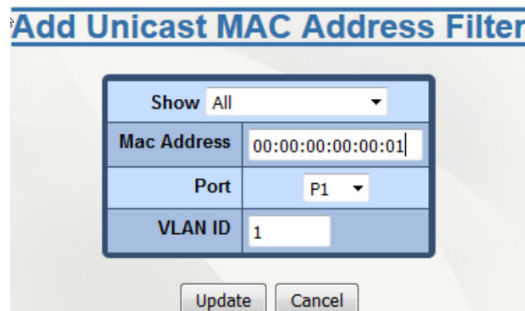 Add Unicast MAC Address Filter
Show All
Mac Address 00:00:00:00:00:01
Port P1
VLAN ID 1
Update Cancel